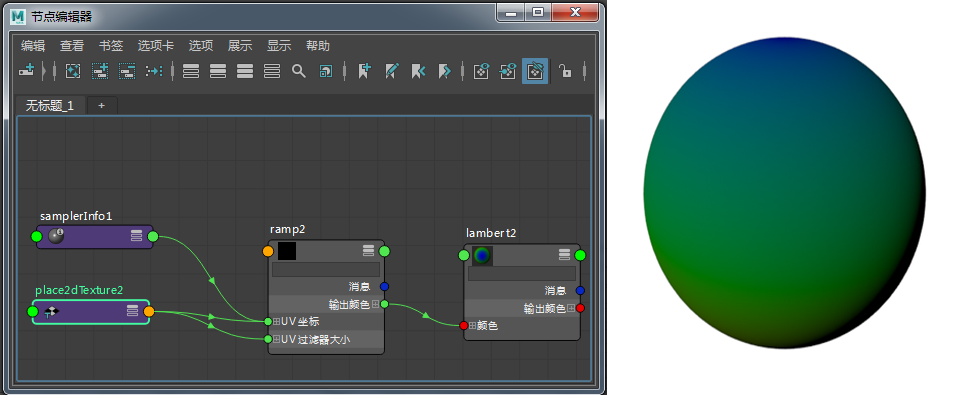 节点编辑器
编辑 查看 书签 选项卡 选项 展示 显示 帮助
无标题_1 +
samplerInfo1
ramp2
lambert2
消息
输出颜色
UV 坐标
UV 过滤器大小
place2dTexture2
消息
输出颜色
颜色